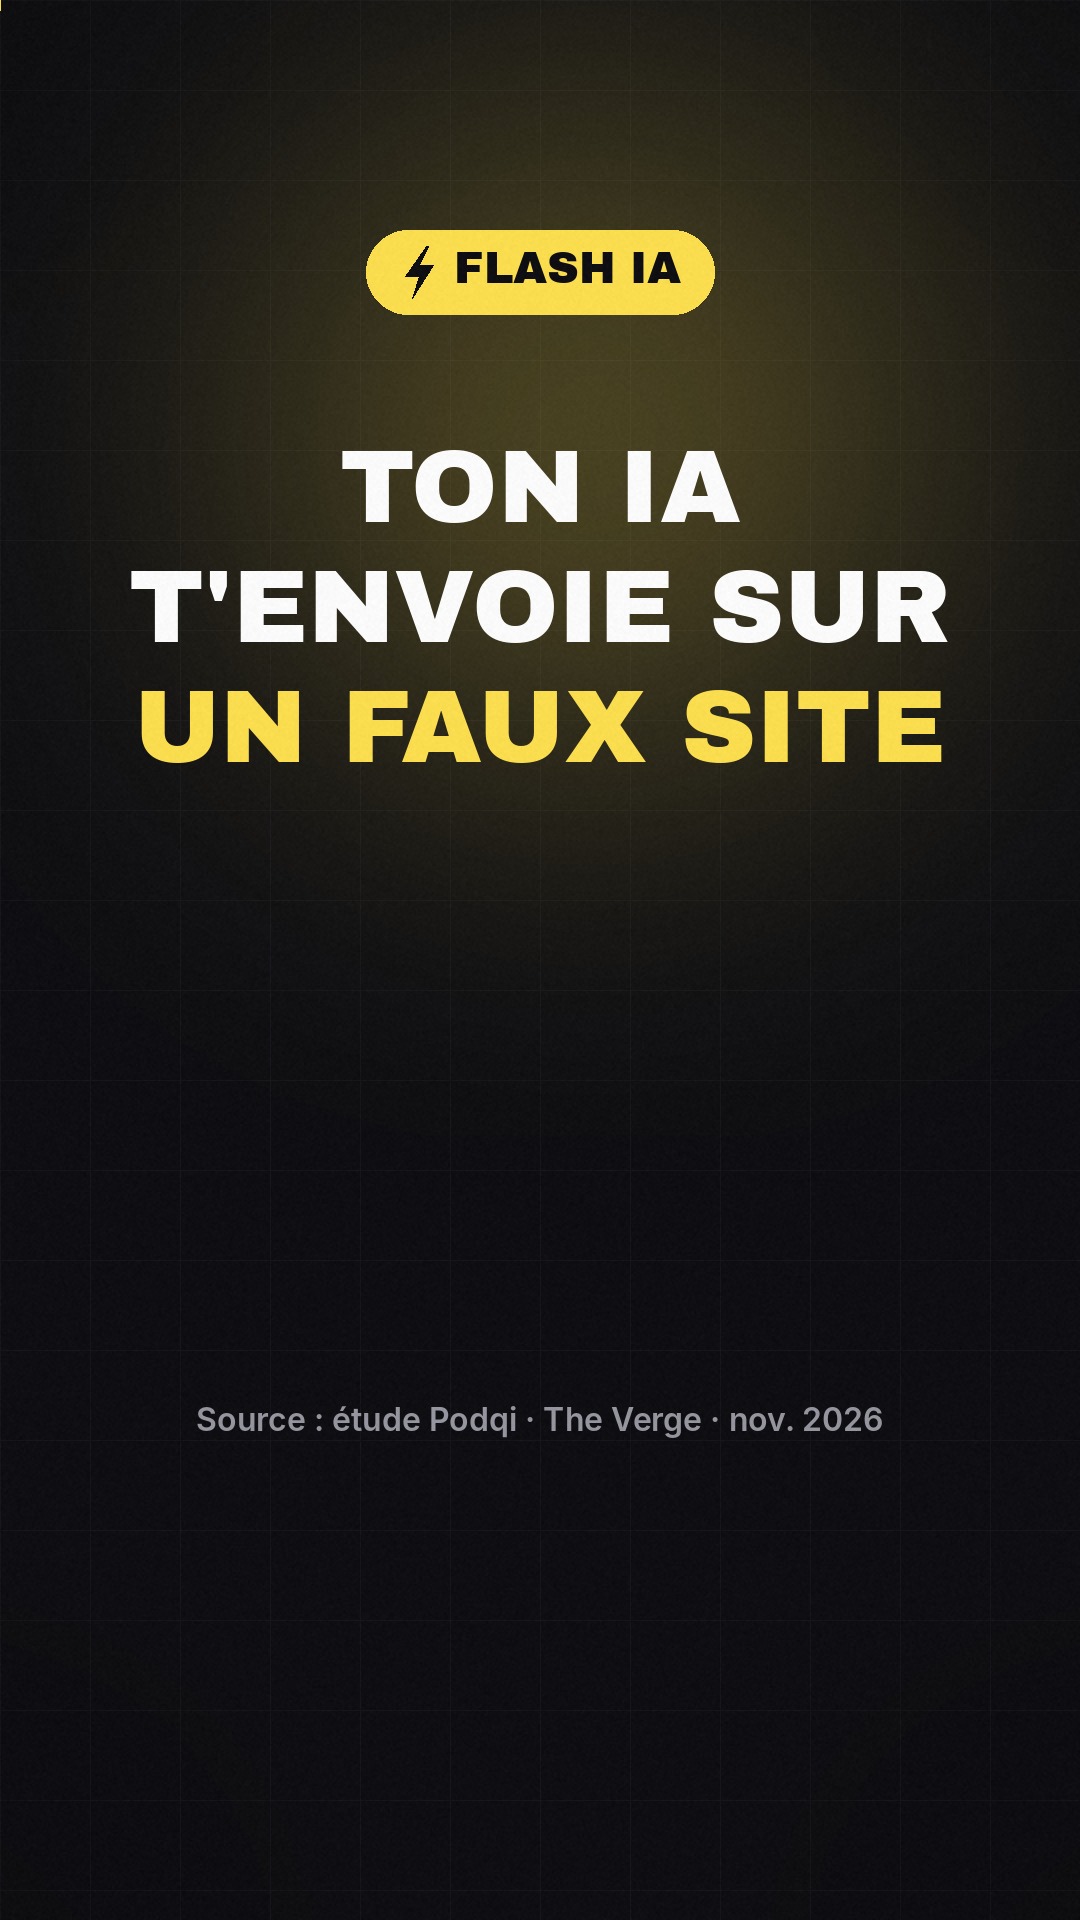 FLASH IA
TON IA
T'ENVOIE SUR
UN FAUX SITE
Source : étude Podqi · The Verge · nov. 2026